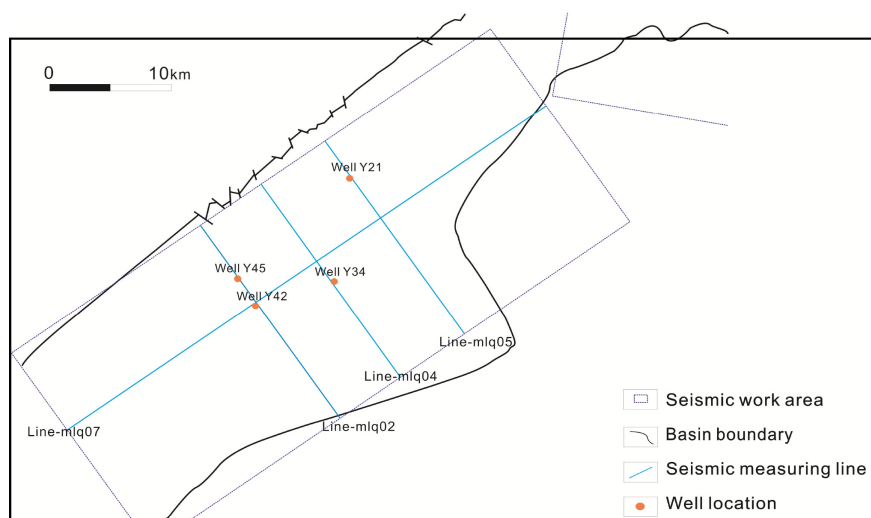 0 10km
Well Y21
Well Y45
Well Y34
Well Y42
Line-mlq05
Line-mlq04
Line-mlq07
Line-mlq02
Seismic work area
Basin boundary
Seismic measuring line
Well location